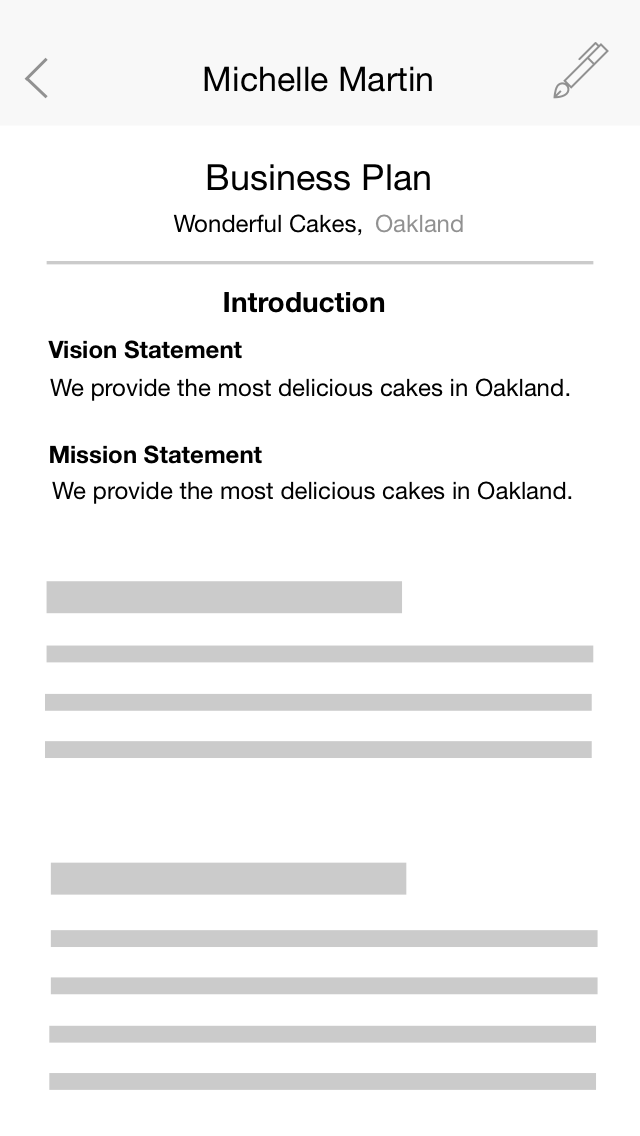 Michelle Martin
Business Plan
Wonderful Cakes, Oakland
Introduction
Vision Statement
We provide the most delicious cakes in Oakland.
Mission Statement
We provide the most delicious cakes in Oakland.